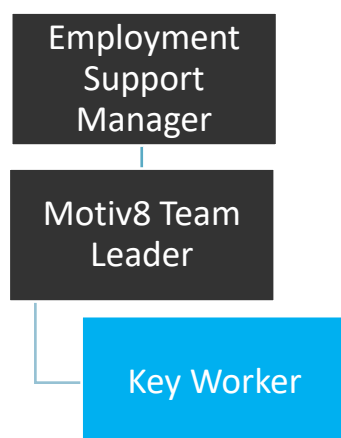 Employment
Support
Manager
Motiv8 Team
Leader
Key Worker